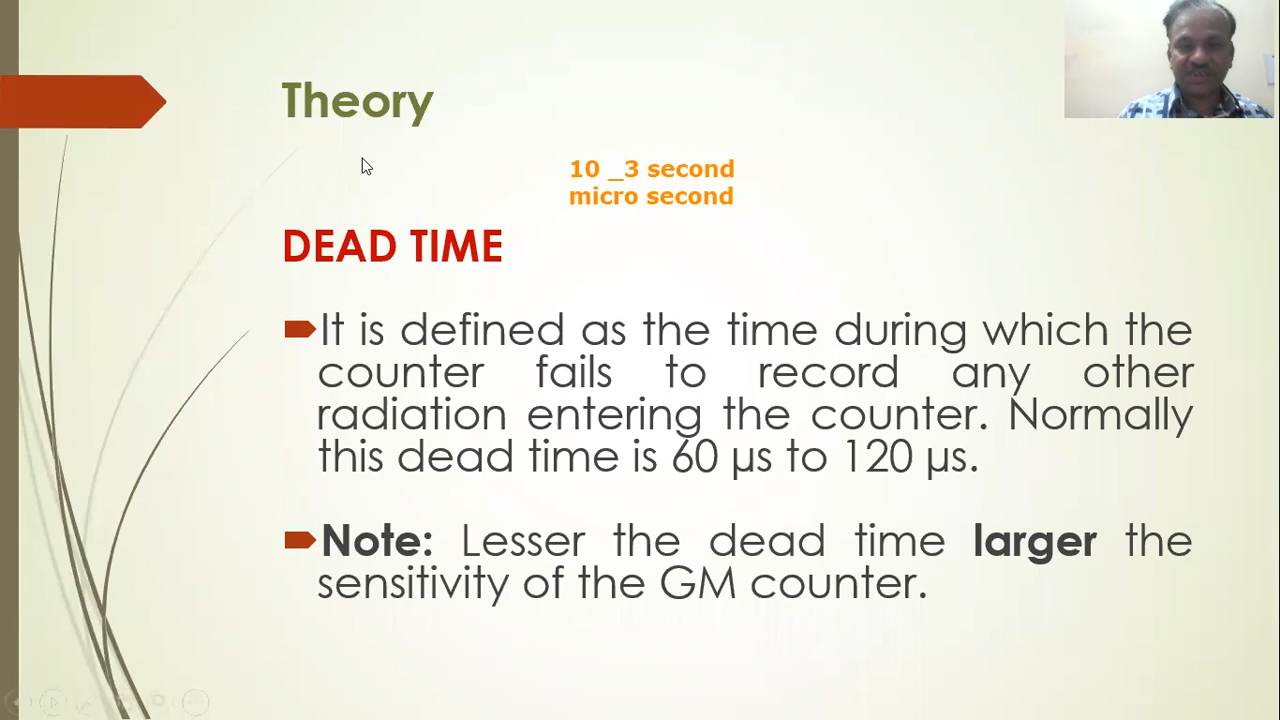 Theory
10 _3 second
micro second
DEAD TIME
It is defined as the time during which the
counter fails to record any other
radiation entering the counter. Normally
this dead time is 60 µs to 120 µs.
Note: Lesser the dead time larger the
sensitivity of the GM counter.